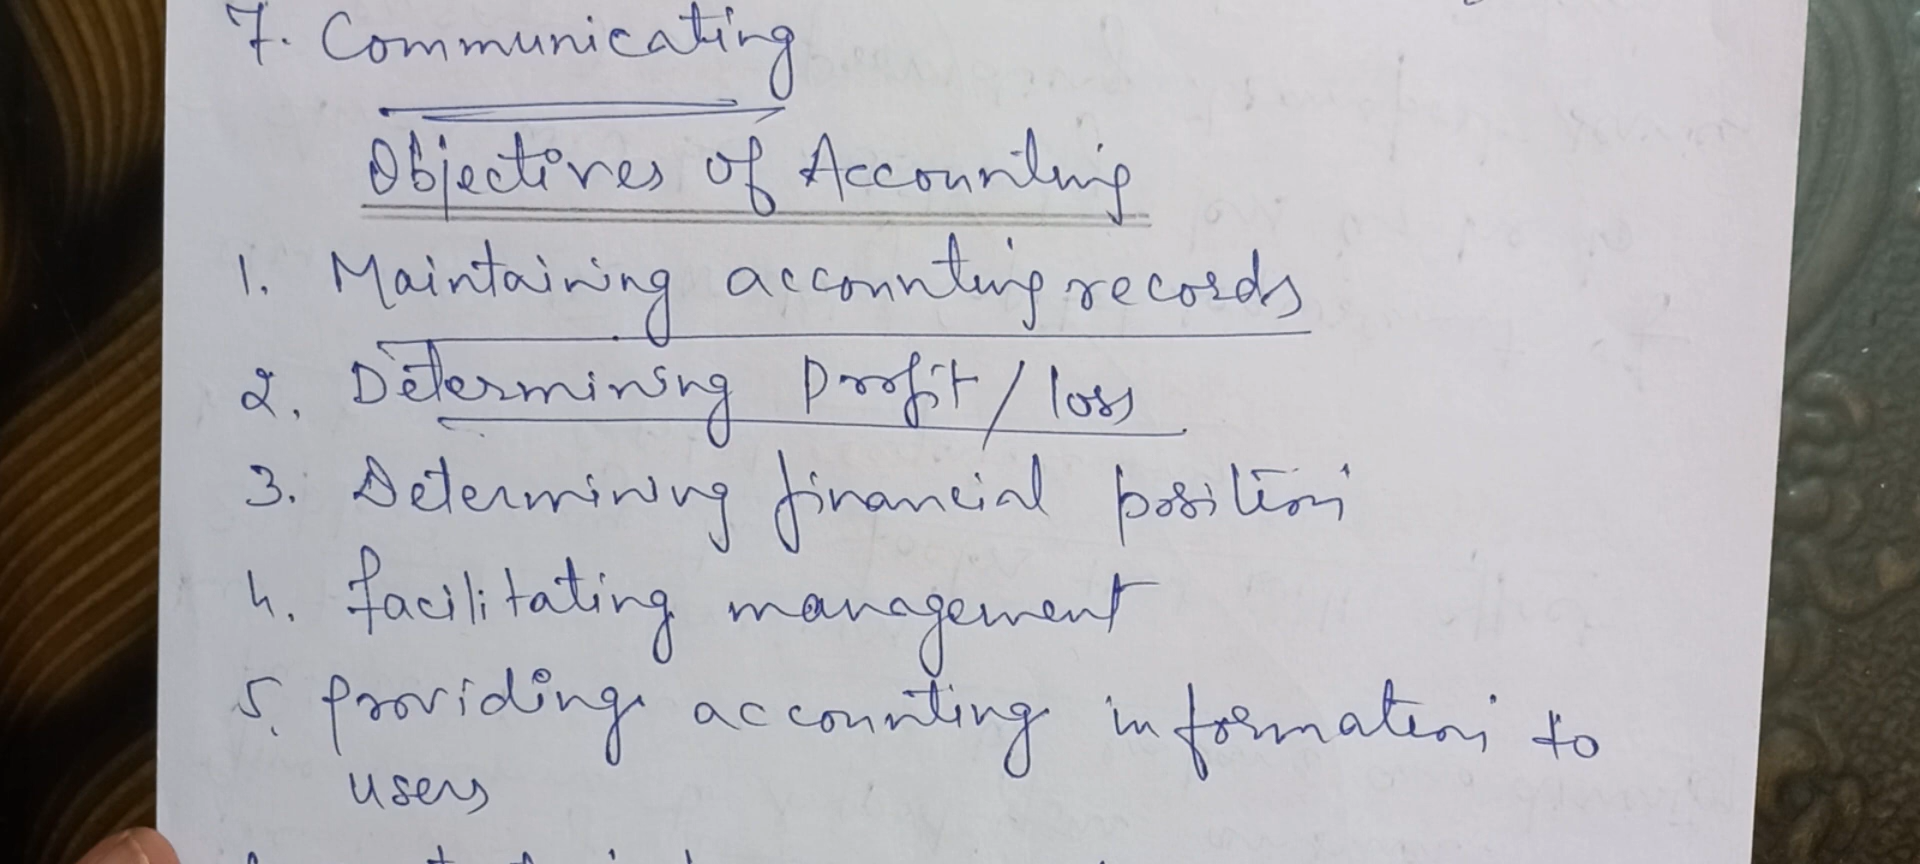 7. Communicating
Objectives of Accounting
1. Maintaining accounting records
2. Determining Profit / loss
3. Determining financial position
4. facilitating management
5. providing accounting information to
users